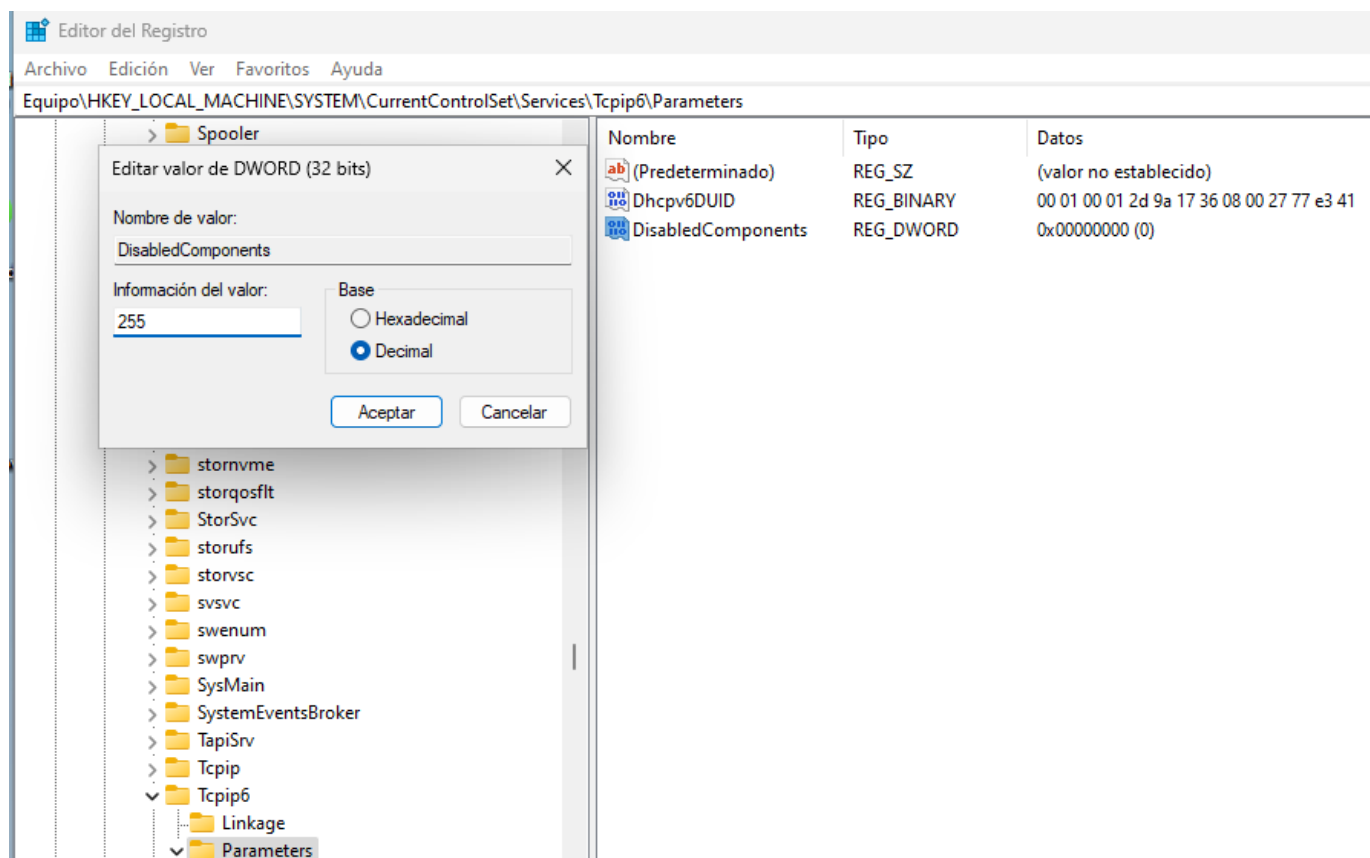 Editor del Registro
Archivo Edición Ver Favoritos Ayuda
Equipo\HKEY_LOCAL_MACHINE\SYSTEM\CurrentControlSet\Services\Tcpip6\Parameters
Spooler
Editar valor de DWORD (32 bits)
Nombre de valor:
DisabledComponents
Información del valor:
255
Base
Hexadecimal
Decimal
Aceptar Cancelar
stornvme
storqosflt
StorSvc
storufs
storvsc
svsvc
swenum
swprv
SysMain
SystemEventsBroker
TapiSrv
Tcpip
Tcpip6
Linkage
Parameters
Nombre Tipo Datos
(Predeterminado) REG_SZ (valor no establecido)
Dhcpv6DUID REG_BINARY 00 01 00 01 2d 9a 17 36 08 00 27 77 e3 41
DisabledComponents REG_DWORD 0x00000000 (0)